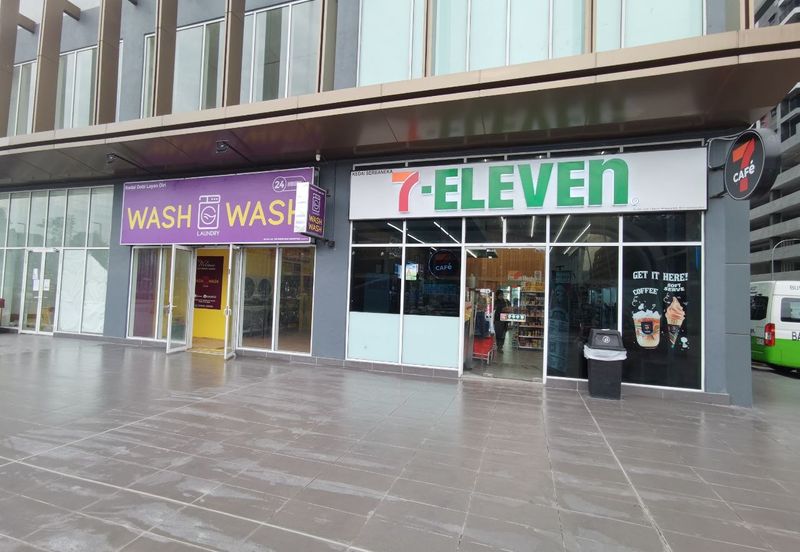 Kedai Dobi Layan Diri
24
WASH WASH
LAUNDRY
WASH
WASH
KEDAI SERBANEKA
7-ELEVEn
7
CAFé
7
CAFé
GET IT HERE!
COFFEE
SOFT
SERVE